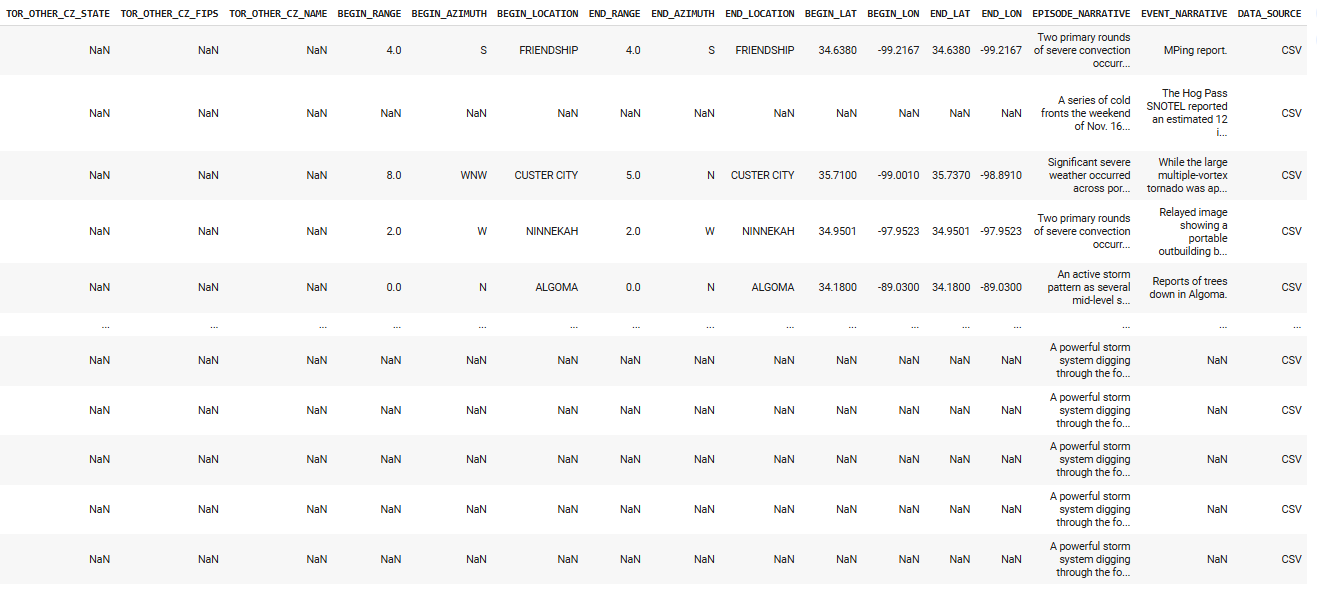 TOR_OTHER_CZ_STATE TOR_OTHER_CZ_FIPS TOR_OTHER_CZ_NAME BEGIN_RANGE BEGIN_AZIMUTH BEGIN_LOCATION END_RANGE END_AZIMUTH END_LOCATION BEGIN_LAT BEGIN_LON END_LAT END_LON EPISODE_NARRATIVE EVENT_NARRATIVE DATA_SOURCE
Two primary rounds
NaN NaN NaN 4.0 S FRIENDSHIP 4.0 S FRIENDSHIP 34.6380 -99.2167 34.6380 -99.2167 of severe convection MPing report. CSV
occurr...
The Hog Pass
A series of cold SNOTEL reported
NaN NaN NaN NaN NaN NaN NaN NaN NaN NaN NaN NaN NaN fronts the weekend an estimated 12 CSV
of Nov. 16... i...
Significant severe While the large
NaN NaN NaN 8.0 WNW CUSTER CITY 5.0 N CUSTER CITY 35.7100 -99.0010 35.7370 -98.8910 weather occurred multiple-vortex CSV
across por... tornado was ap...
Relayed image
Two primary rounds showing a
NaN NaN NaN 2.0 W NINNEKAH 2.0 W NINNEKAH 34.9501 -97.9523 34.9501 -97.9523 of severe convection portable CSV
occurr... outbuilding b...
An active storm
NaN NaN NaN 0.0 N ALGOMA 0.0 N ALGOMA 34.1800 -89.0300 34.1800 -89.0300 pattern as several Reports of trees CSV
mid-level s... down in Algoma.
... ... ... ... ... ... ... ... ... ... ... ... ... ... ... ...
A powerful storm
NaN NaN NaN NaN NaN NaN NaN NaN NaN NaN NaN NaN NaN system digging NaN CSV
through the fo...
A powerful storm
NaN NaN NaN NaN NaN NaN NaN NaN NaN NaN NaN NaN NaN system digging NaN CSV
through the fo...
A powerful storm
NaN NaN NaN NaN NaN NaN NaN NaN NaN NaN NaN NaN NaN system digging NaN CSV
through the fo...
A powerful storm
NaN NaN NaN NaN NaN NaN NaN NaN NaN NaN NaN NaN NaN system digging NaN CSV
through the fo...
A powerful storm
NaN NaN NaN NaN NaN NaN NaN NaN NaN NaN NaN NaN NaN system digging NaN CSV
through the fo...